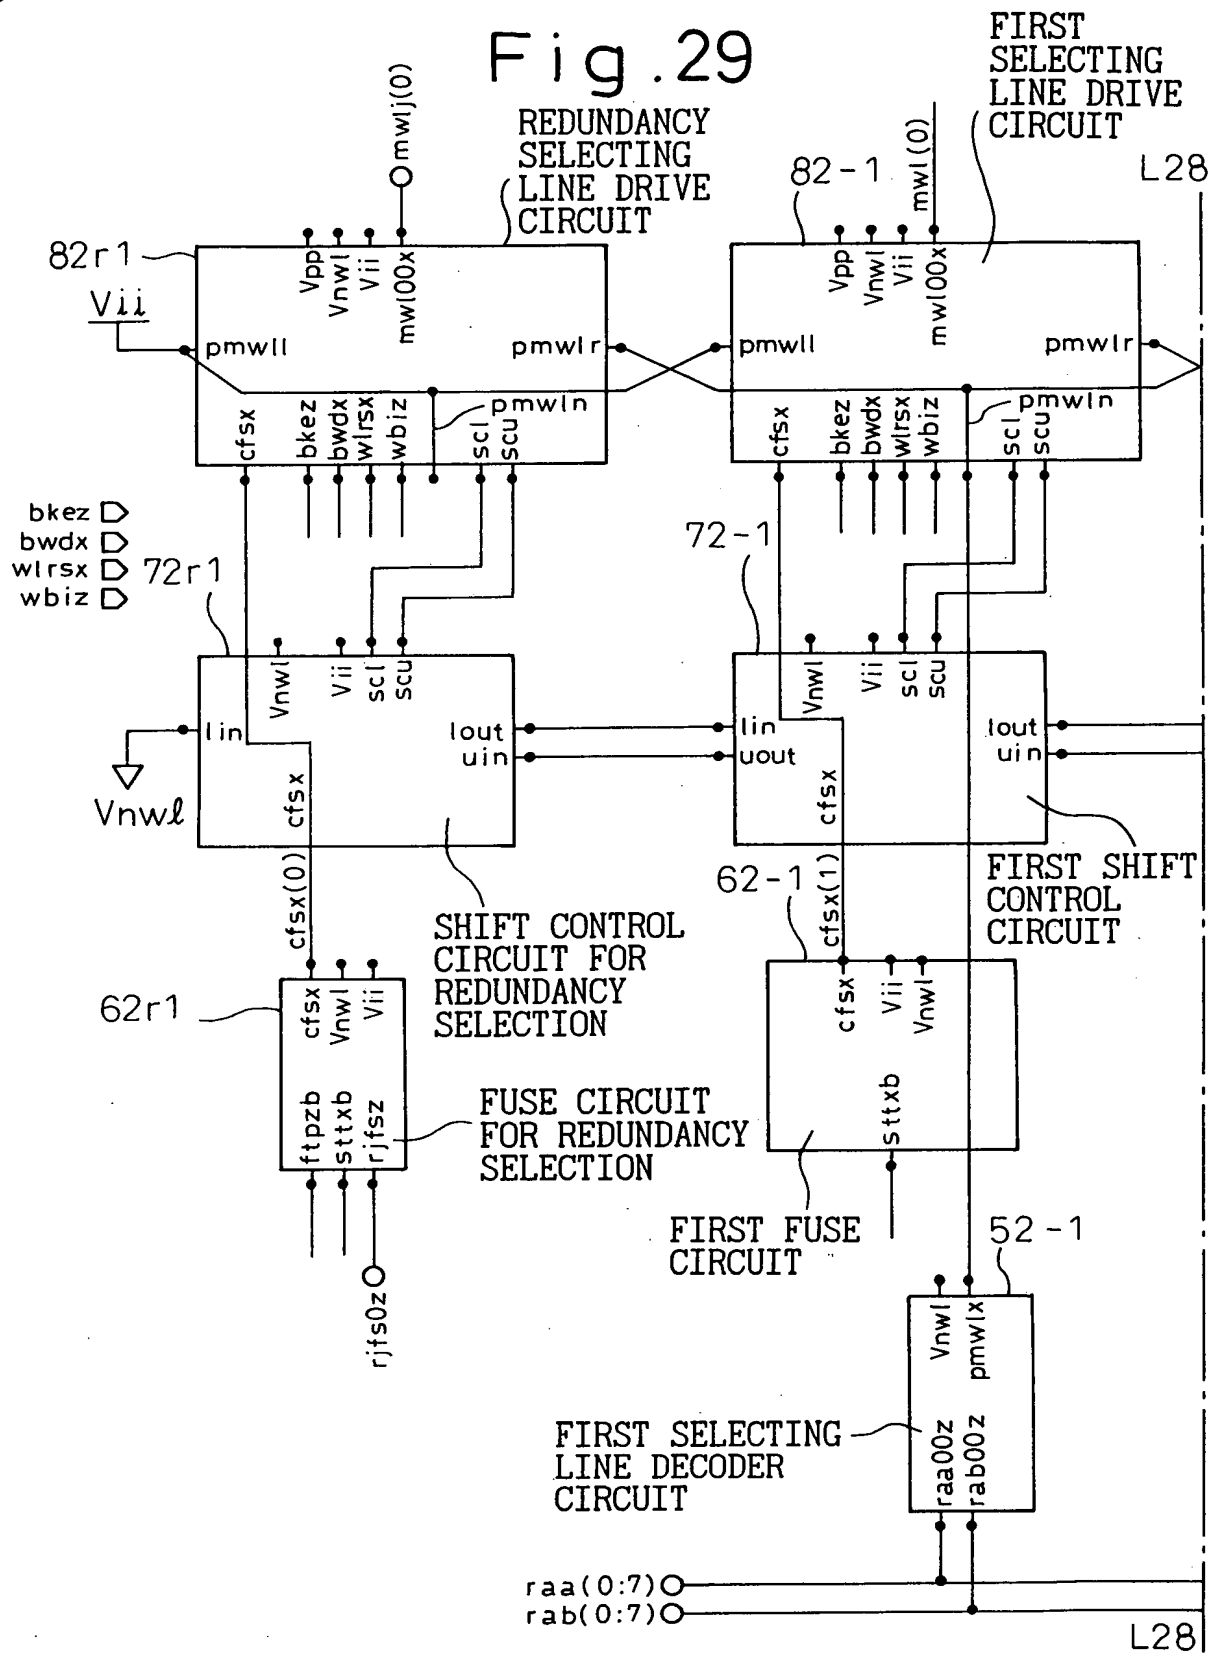 Fig.29
FIRST
SELECTING
LINE DRIVE
CIRCUIT
mwlj(0)
REDUNDANCY
SELECTING
LINE DRIVE
CIRCUIT
mwl(0)
82-1
L28
82r1
Vii
Vpp
Vnwl
Vii
mwl00x
pmwll
pmwlr
cfsx
bkez
bwdx
wlrsx
wbiz
pmwln
scl
scu
Vpp
Vnwl
Vii
mwl00x
pmwll
pmwlr
cfsx
bkez
bwdx
wlrsx
wbiz
pmwln
scl
scu
bkez
bwdx
wlrsx
wbiz
72r1
72-1
Vnwl
Vii
scl
scu
lin
lout
uin
cfsx
Vnwl
Vnwl
Vii
scl
scu
lin
uout
lout
uin
cfsx
cfsx(0)
SHIFT CONTROL
CIRCUIT FOR
REDUNDANCY
SELECTION
62-1
cfsx(1)
FIRST SHIFT
CONTROL
CIRCUIT
62r1
cfsx
Vnwl
Vii
ftpzb
sttxb
rjfsz
cfsx
Vii
Vnwl
sttxb
FUSE CIRCUIT
FOR REDUNDANCY
SELECTION
rjfs0z
FIRST FUSE
CIRCUIT
52-1
Vnwl
pmwlx
raa00z
rab00z
FIRST SELECTING
LINE DECODER
CIRCUIT
raa(0:7)
rab(0:7)
L28